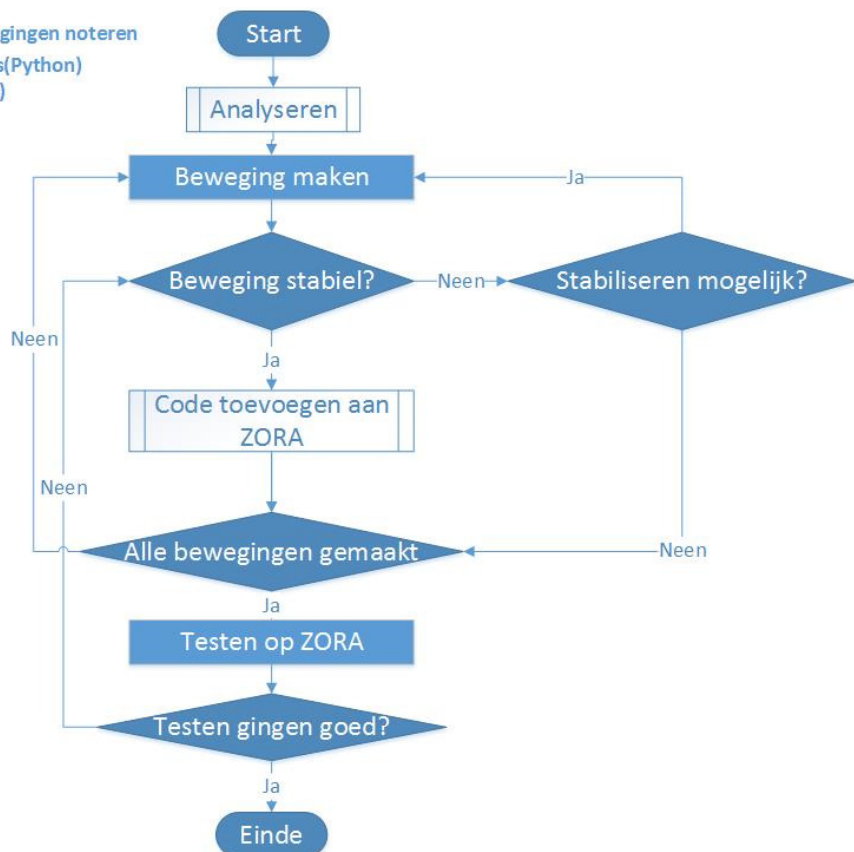 gingen noteren
s(Python)
)
Start
Analyseren
Beweging maken
Ja
Beweging stabiel?
Neen
Stabiliseren mogelijk?
Neen
Ja
Code toevoegen aan
ZORA
Neen
Alle bewegingen gemaakt
Neen
Ja
Testen op ZORA
Testen gingen goed?
Ja
Einde